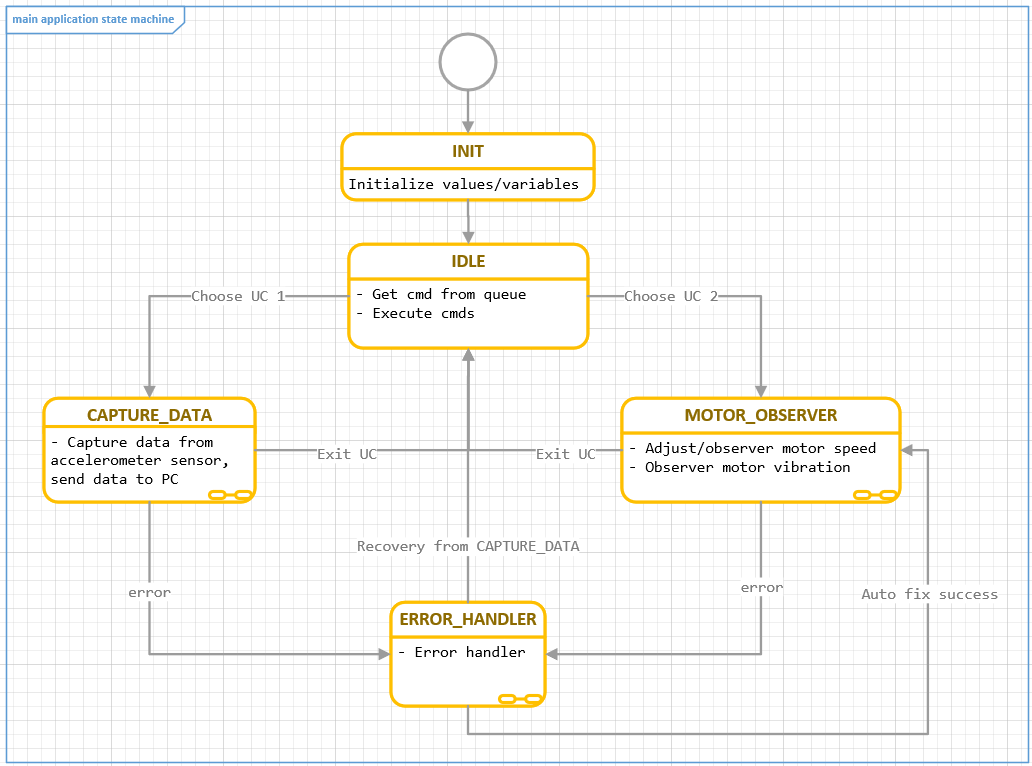 main application state machine
INIT
Initialize values/variables
IDLE
- Get cmd from queue
- Execute cmds
Choose UC 1
Choose UC 2
CAPTURE_DATA
- Capture data from
accelerometer sensor,
send data to PC
MOTOR_OBSERVER
- Adjust/observer motor speed
- Observer motor vibration
Exit UC
Exit UC
Recovery from CAPTURE_DATA
error
error
Auto fix success
ERROR_HANDLER
- Error handler